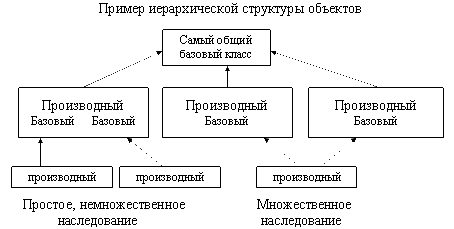 Пример иерархической структуры объектов
Самый общий
базовый класс
Производный
Базовый Базовый
Производный
Базовый
Производный
Базовый
производный
производный
производный
Простое, немножественное
наследование
Множественное
наследование